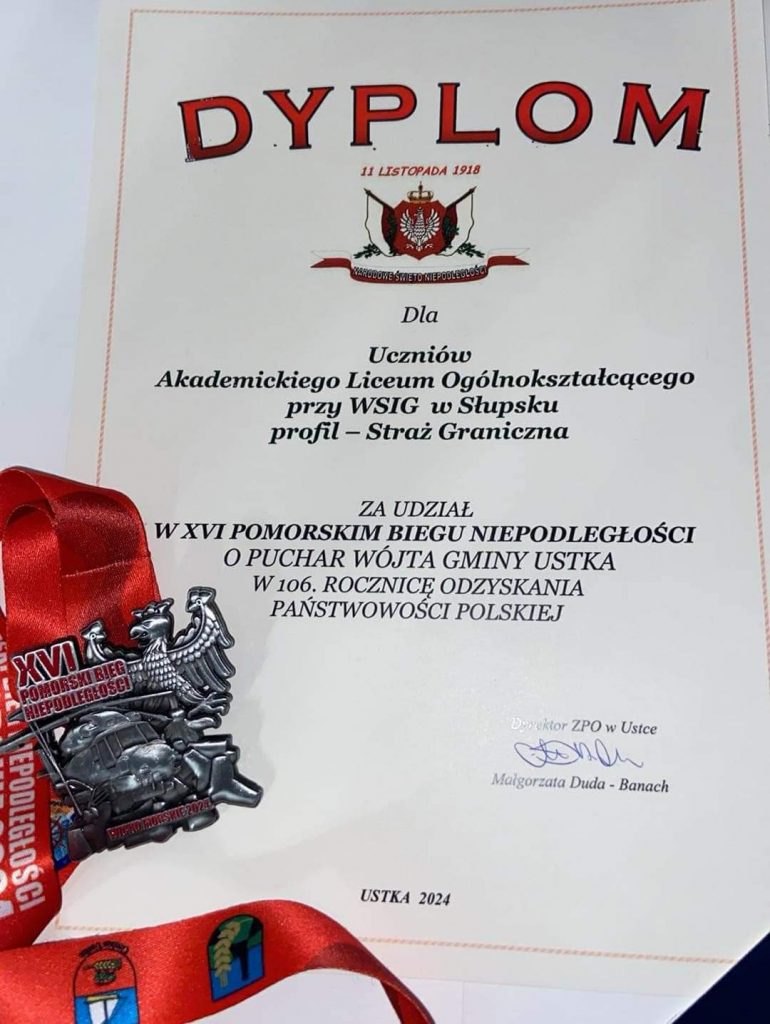 DYPLOM
11 LISTOPADA 1918
NARODOWE ŚWIĘTO NIEPODLEGŁOŚCI
Dla
Uczniów
Akademickiego Liceum Ogólnokształcącego
przy WSIG w Słupsku
profil – Straż Graniczna
ZA UDZIAŁ
W XVI POMORSKIM BIEGU NIEPODLEGŁOŚCI
O PUCHAR WÓJTA GMINY USTKA
W 106. ROCZNICĘ ODZYSKANIA
PAŃSTWOWOŚCI POLSKIEJ
XVI
POMORSKI BIEG
NIEPODLEGŁOŚCI
Dyrektor ZPO w Ustce
Małgorzata Duda - Banach
USTKA 2024